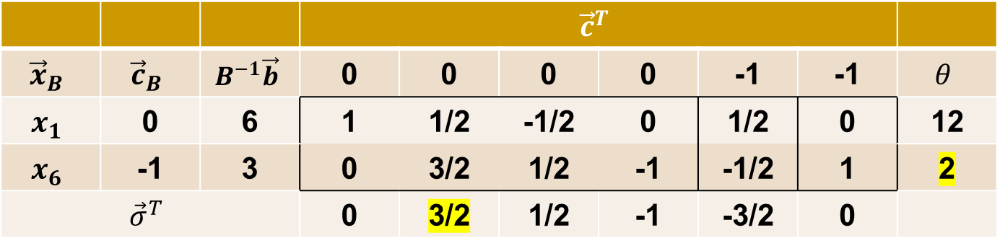 $\vec{c}^T$
$\vec{x}_B$ $\vec{c}_B$ $B^{-1}\vec{b}$ 0 0 0 0 -1 -1 $\theta$
$x_1$ 0 6 1 1/2 -1/2 0 1/2 0 12
$x_6$ -1 3 0 3/2 1/2 -1 -1/2 1 2
$\vec{\sigma}^T$ 0 3/2 1/2 -1 -3/2 0